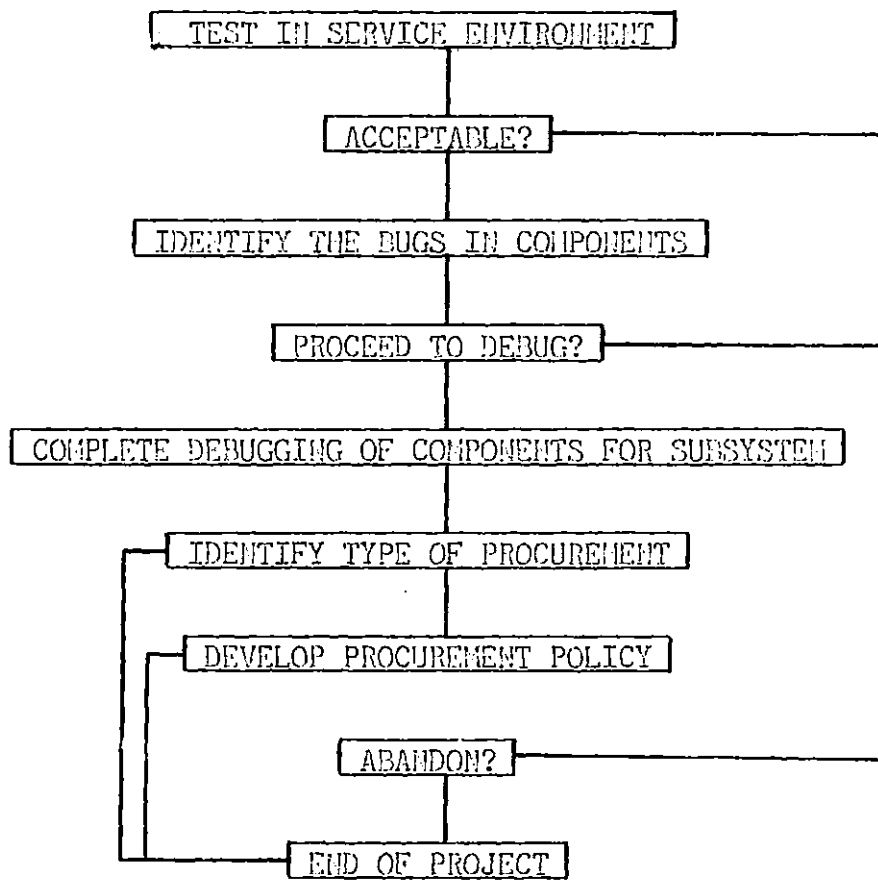 TEST IN SERVICE ENVIRONMENT
ACCEPTABLE?
IDENTIFY THE BUGS IN COMPONENTS
PROCEED TO DEBUG?
COMPLETE DEBUGGING OF COMPONENTS FOR SUBSYSTEM
IDENTIFY TYPE OF PROCUREMENT
DEVELOP PROCUREMENT POLICY
ABANDON?
END OF PROJECT